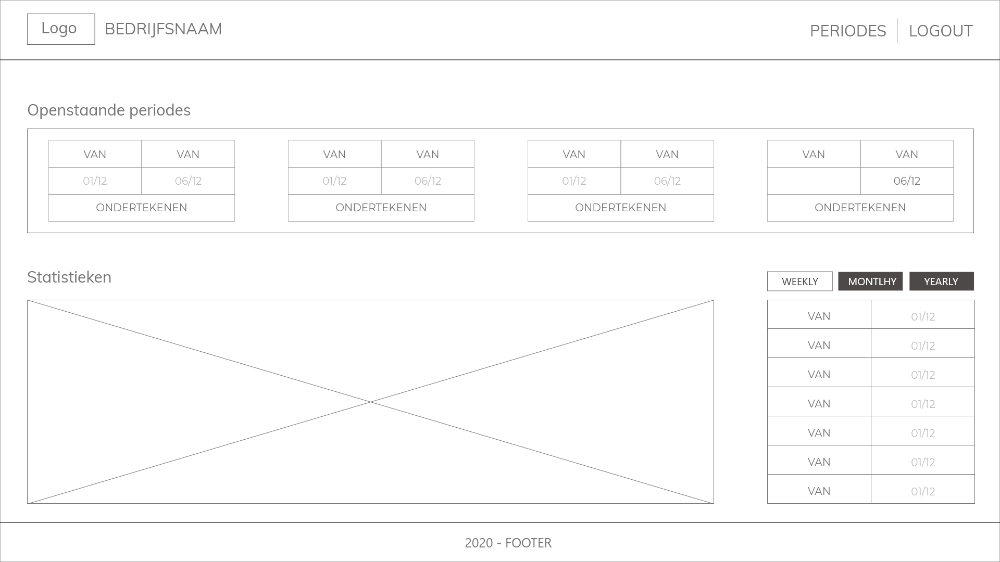 Logo
BEDRIJFSNAAM
PERIODES
LOGOUT
Openstaande periodes
VAN VAN VAN VAN VAN VAN VAN VAN
01/12 06/12 01/12 06/12 01/12 06/12 06/12
ONDERTEKENEN ONDERTEKENEN ONDERTEKENEN ONDERTEKENEN
Statistieken
WEEKLY MONTLHY YEARLY
VAN 01/12
VAN 01/12
VAN 01/12
VAN 01/12
VAN 01/12
VAN 01/12
VAN 01/12
2020 - FOOTER